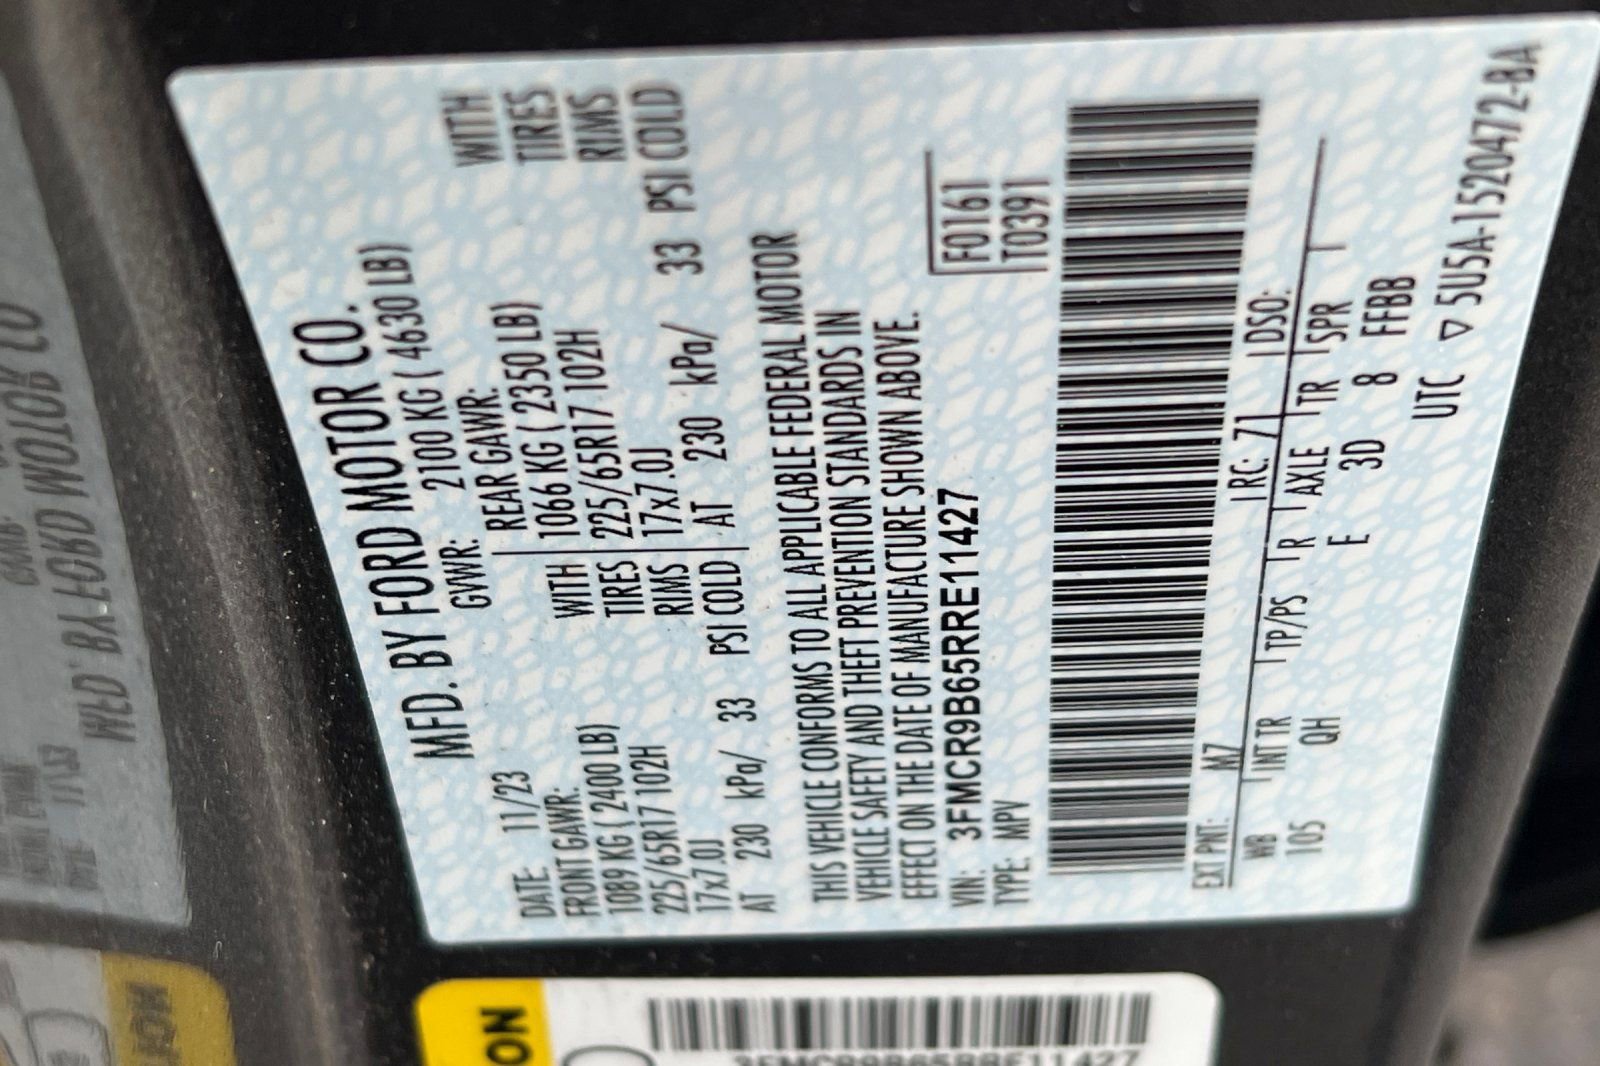 MFD. BY FORD MOTOR CO.
DATE: 11/23 GVWR: 2100 KG ( 4630 LB)
FRONT GAWR: REAR GAWR:
1089 KG ( 2400 LB) WITH 1066 KG ( 2350 LB) WITH
225/65R17 102H TIRES 225/65R17 102H TIRES
17x7.0J RIMS 17x7.0J RIMS
AT 230 kPa/ 33 PSI COLD AT 230 kPa/ 33 PSI COLD
THIS VEHICLE CONFORMS TO ALL APPLICABLE FEDERAL MOTOR
VEHICLE SAFETY AND THEFT PREVENTION STANDARDS IN
EFFECT ON THE DATE OF MANUFACTURE SHOWN ABOVE.
VIN: 3FMCR9B65RRE11427 F0161
TYPE: MPV T0391
EXT PNT: MZ RC: 71 DSO:
WB INT TR TP/PS R AXLE TR SPR
105 QH E 3D 8 FFBB
UTC ▽ 5U5A-1520472-BA
ON
3FMCR9B65RRE11427
MFD. BY FORD MOTOR CO
11/23